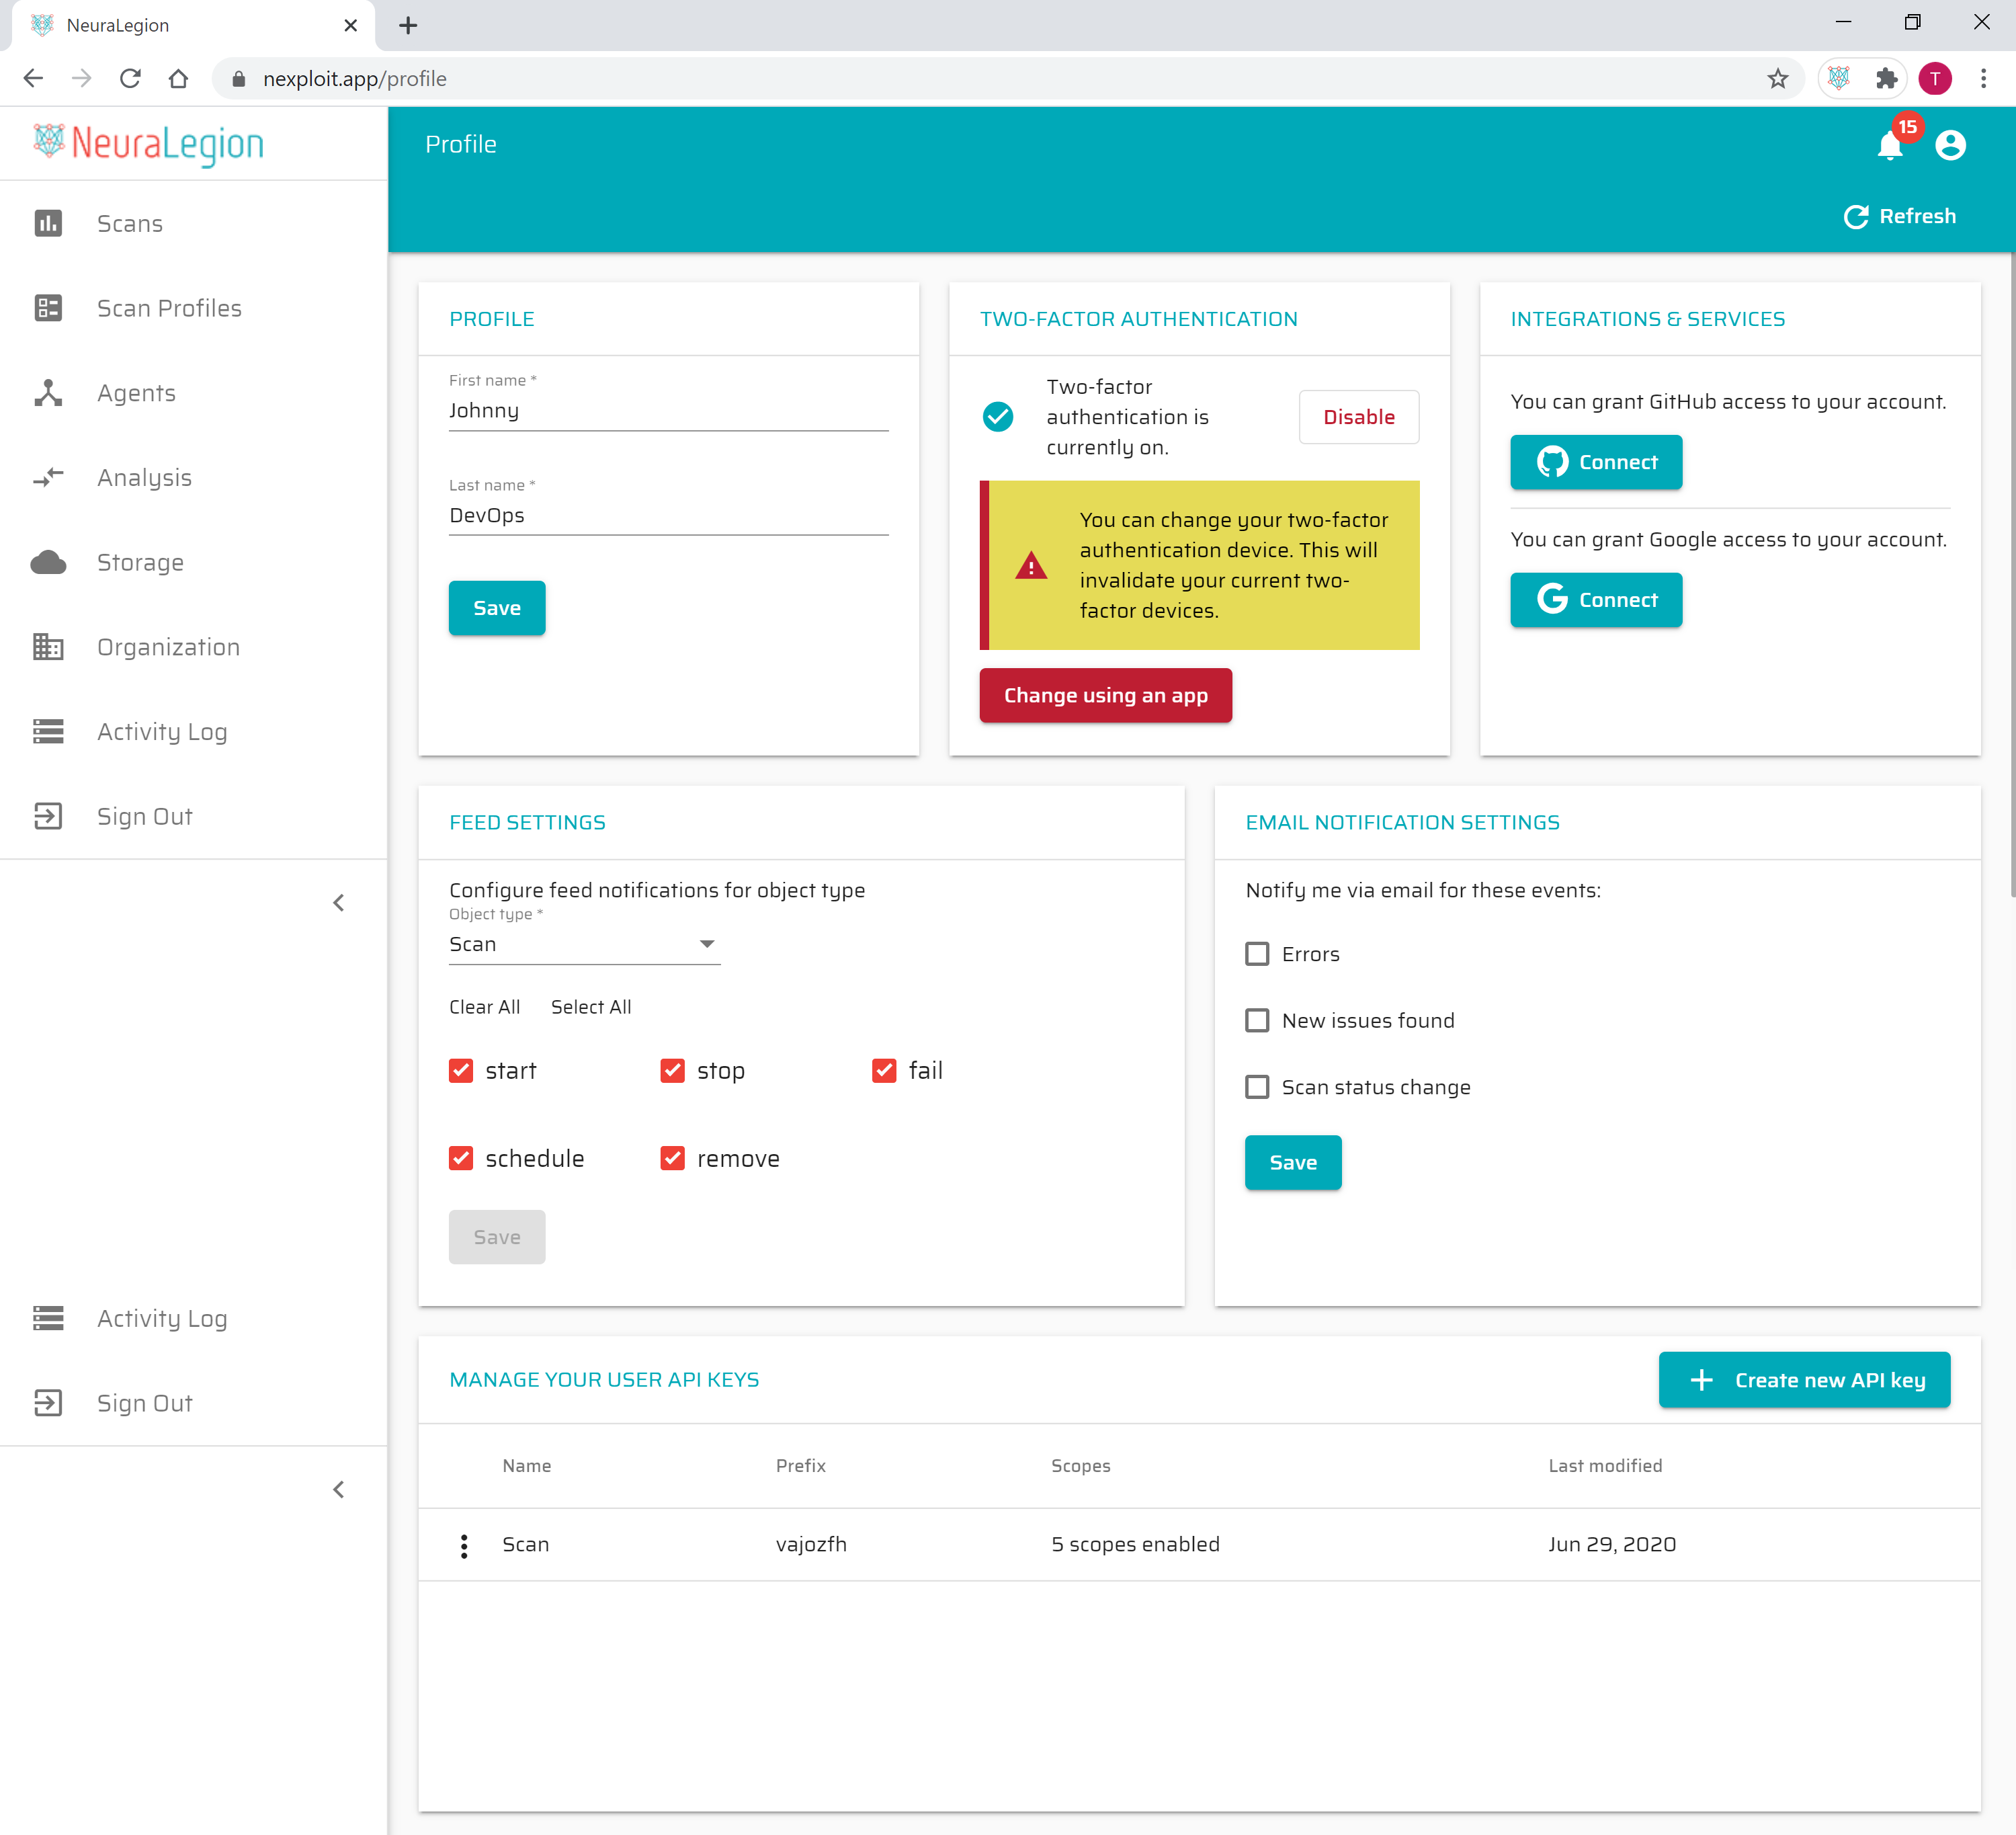 NeuraLegion
nexploit.app/profile
T
NeuraLegion
Scans
Scan Profiles
Agents
Analysis
Storage
Organization
Activity Log
Sign Out
Activity Log
Sign Out
Profile
15
Refresh
PROFILE
First name *
Johnny
Last name *
DevOps
Save
TWO-FACTOR AUTHENTICATION
Two-factor
authentication is
currently on.
Disable
You can change your two-factor
authentication device. This will
invalidate your current two-
factor devices.
Change using an app
INTEGRATIONS & SERVICES
You can grant GitHub access to your account.
Connect
You can grant Google access to your account.
G Connect
FEED SETTINGS
Configure feed notifications for object type
Object type *
Scan
Clear All Select All
start stop fail
schedule remove
Save
EMAIL NOTIFICATION SETTINGS
Notify me via email for these events:
Errors
New issues found
Scan status change
Save
MANAGE YOUR USER API KEYS
Create new API key
Name Prefix Scopes Last modified
Scan vajozfh 5 scopes enabled Jun 29, 2020